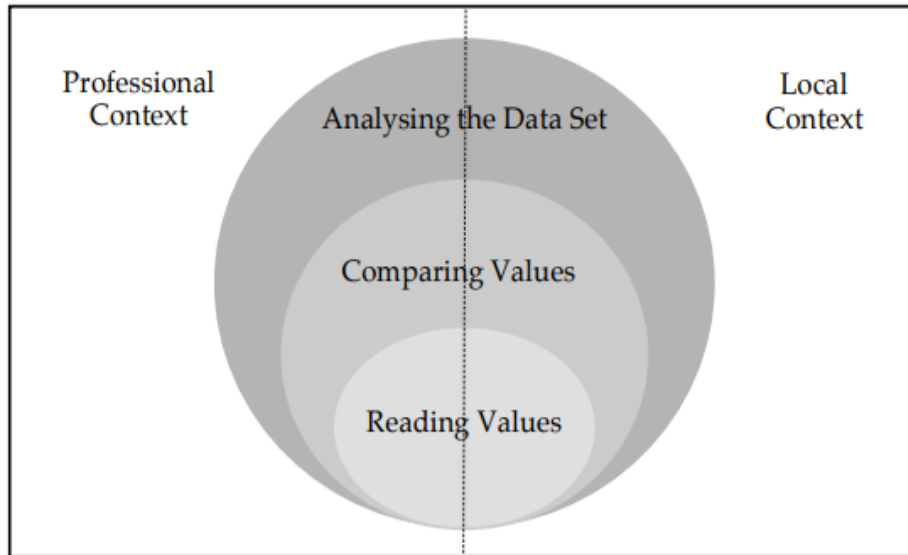 Professional
Context
Local
Context
Analysing the Data Set
Comparing Values
Reading Values